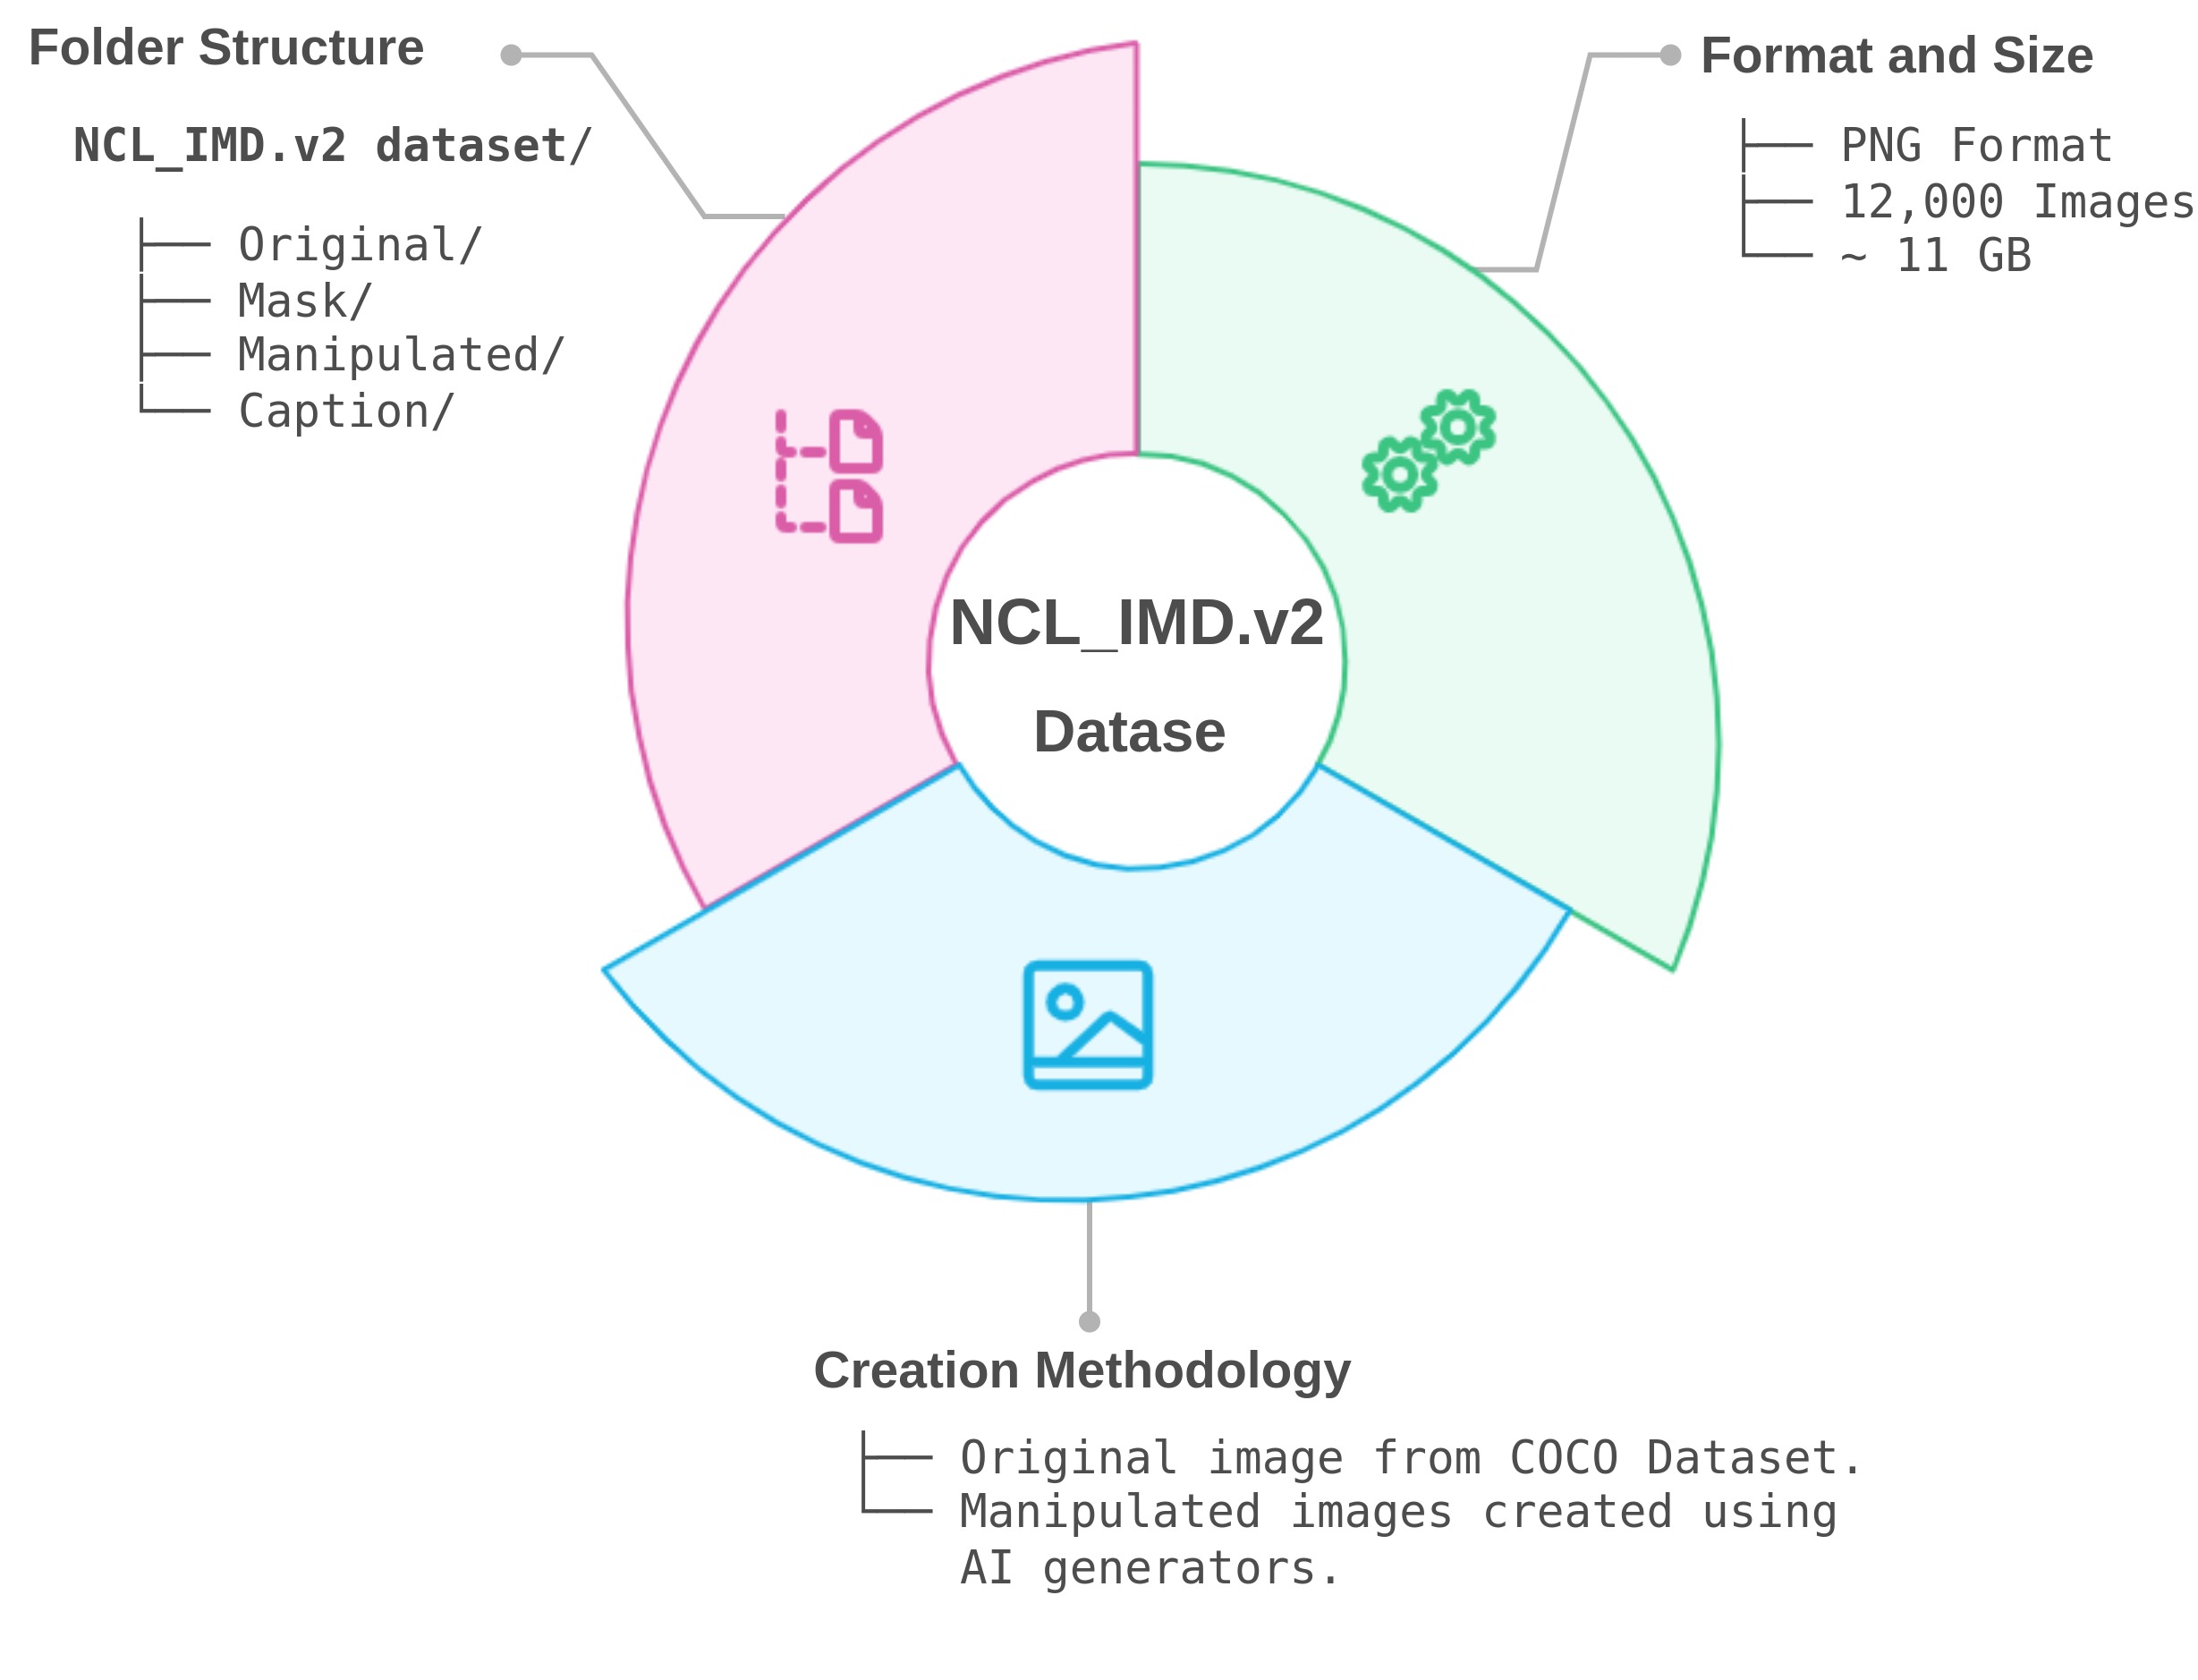 Folder Structure
NCL_IMD.v2 dataset/
Original/
Mask/
Manipulated/
Caption/
Format and Size
PNG Format
12,000 Images
~ 11 GB
NCL_IMD.v2
Datase
Creation Methodology
Original image from COCO Dataset.
Manipulated images created using
AI generators.